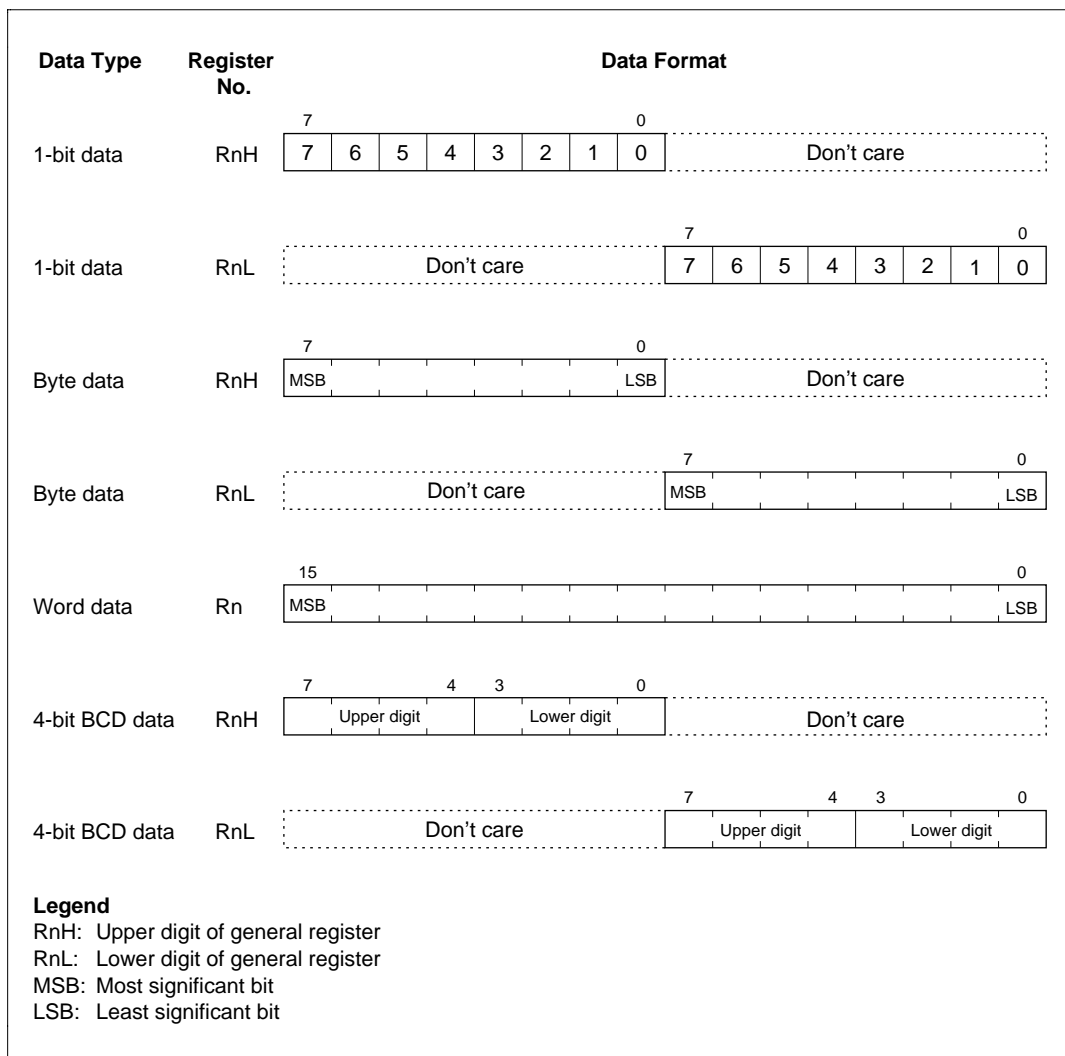 Data Type Register No. Data Format
7 0
1-bit data RnH 7 6 5 4 3 2 1 0 Don't care
7 0
1-bit data RnL Don't care 7 6 5 4 3 2 1 0
7 0
Byte data RnH MSB LSB Don't care
7 0
Byte data RnL Don't care MSB LSB
15 0
Word data Rn MSB LSB
7 4 3 0
4-bit BCD data RnH Upper digit Lower digit Don't care
7 4 3 0
4-bit BCD data RnL Don't care Upper digit Lower digit
Legend
RnH: Upper digit of general register
RnL: Lower digit of general register
MSB: Most significant bit
LSB: Least significant bit